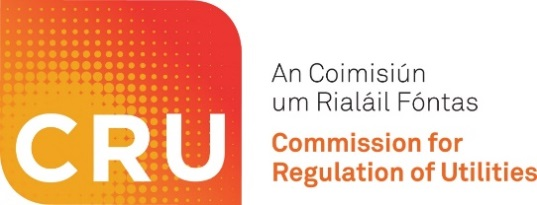 CRU
An Coimisiún
um Rialáil Fóntas
Commission for
Regulation of Utilities